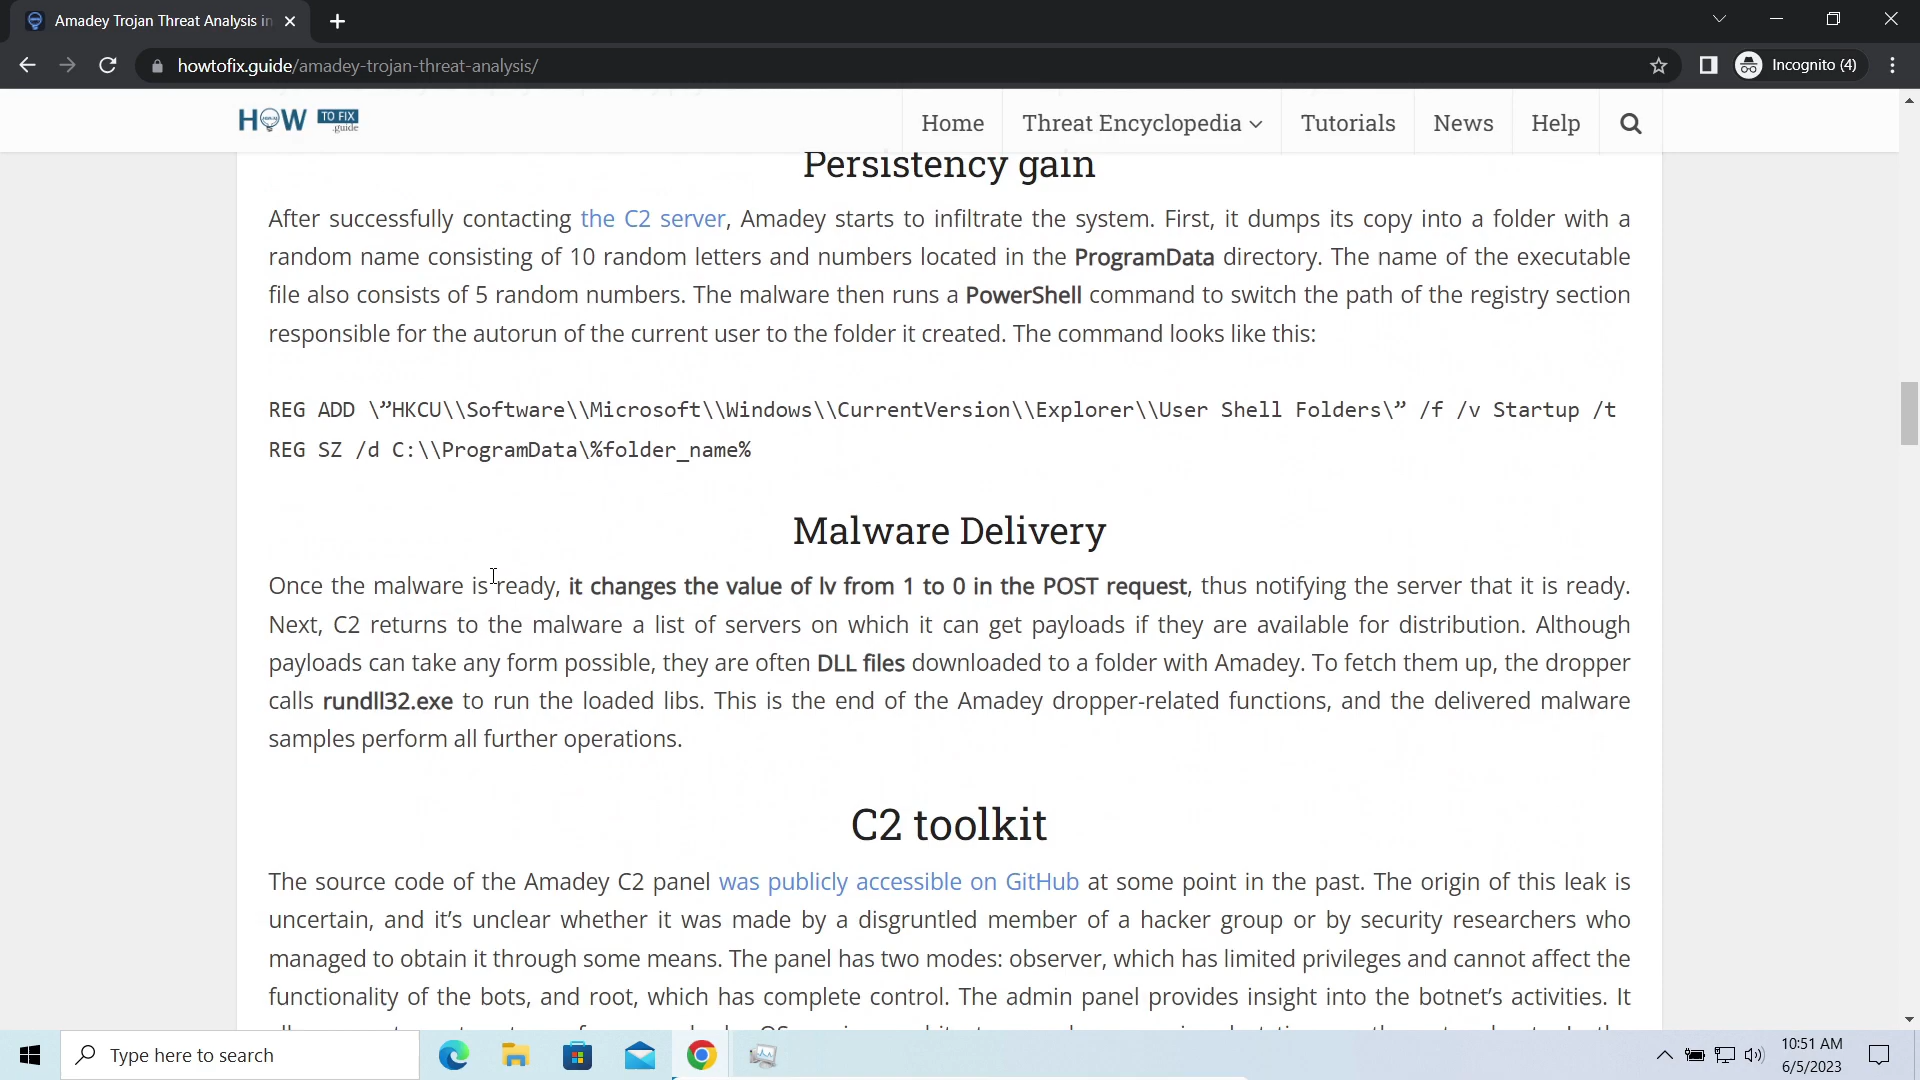 Amadey Trojan Threat Analysis in
howtofix.guide/amadey-trojan-threat-analysis/
Incognito (4)
HOW TO FIX .guide
Home Threat Encyclopedia Tutorials News Help
Persistency gain
After successfully contacting the C2 server, Amadey starts to infiltrate the system. First, it dumps its copy into a folder with a
random name consisting of 10 random letters and numbers located in the ProgramData directory. The name of the executable
file also consists of 5 random numbers. The malware then runs a PowerShell command to switch the path of the registry section
responsible for the autorun of the current user to the folder it created. The command looks like this:
REG ADD \”HKCU\\Software\\Microsoft\\Windows\\CurrentVersion\\Explorer\\User Shell Folders\” /f /v Startup /t
REG SZ /d C:\\ProgramData\%folder_name%
Malware Delivery
Once the malware is ready, it changes the value of lv from 1 to 0 in the POST request, thus notifying the server that it is ready.
Next, C2 returns to the malware a list of servers on which it can get payloads if they are available for distribution. Although
payloads can take any form possible, they are often DLL files downloaded to a folder with Amadey. To fetch them up, the dropper
calls rundll32.exe to run the loaded libs. This is the end of the Amadey dropper-related functions, and the delivered malware
samples perform all further operations.
C2 toolkit
The source code of the Amadey C2 panel was publicly accessible on GitHub at some point in the past. The origin of this leak is
uncertain, and it’s unclear whether it was made by a disgruntled member of a hacker group or by security researchers who
managed to obtain it through some means. The panel has two modes: observer, which has limited privileges and cannot affect the
functionality of the bots, and root, which has complete control. The admin panel provides insight into the botnet’s activities. It
Type here to search
10:51 AM
6/5/2023